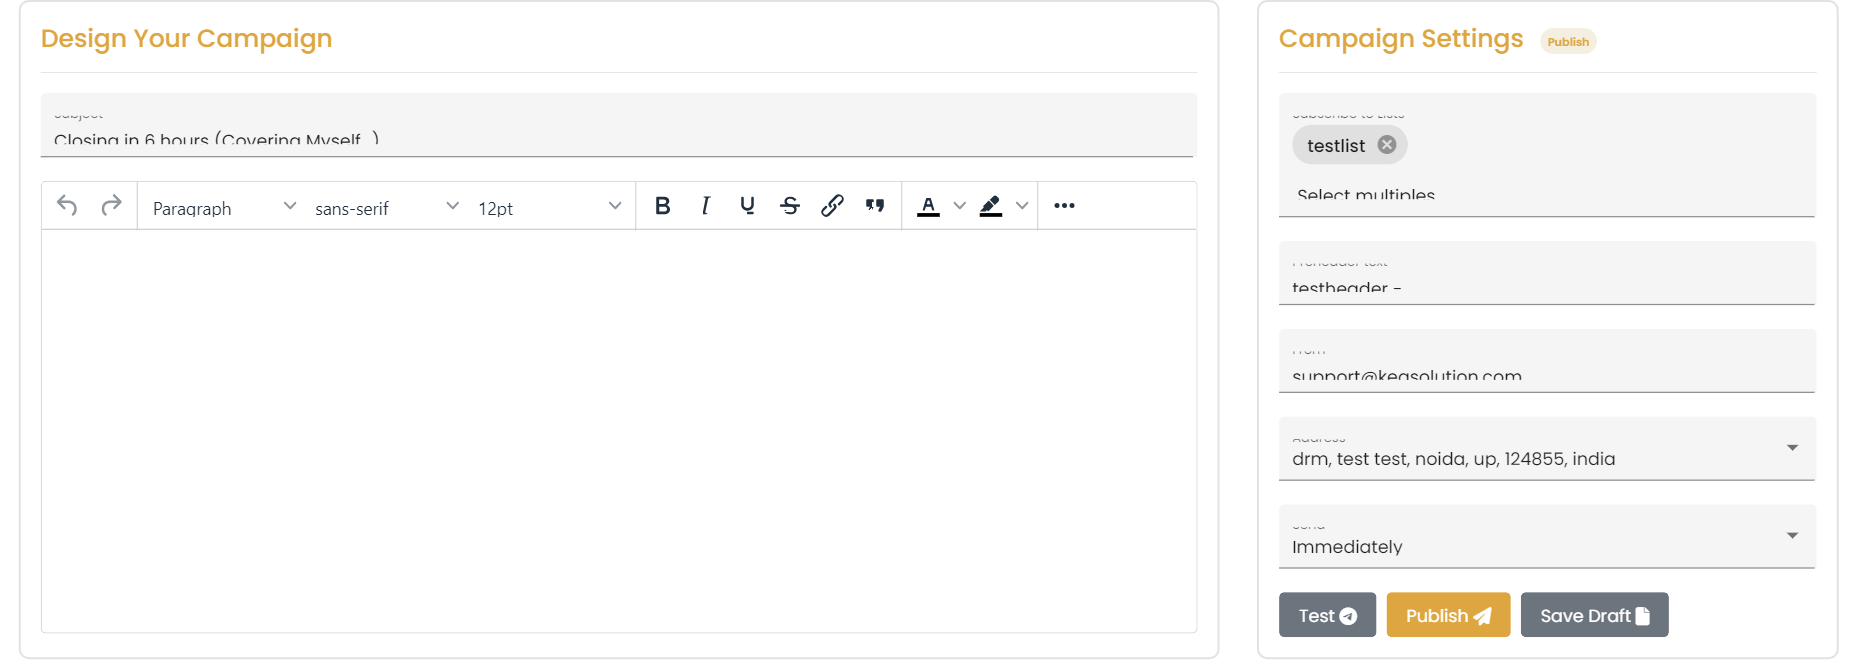 Design Your Campaign
Subject
Closing in 6 hours (Covering Myself_)
Paragraph
sans-serif
12pt
B I U S A
Campaign Settings Publish
Subscribe to Lists
testlist
Select multiples
Preheader text
testheader -
From
support@kegsolution.com
Address
drm, test test, noida, up, 124855, india
Send
Immediately
Test
Publish
Save Draft